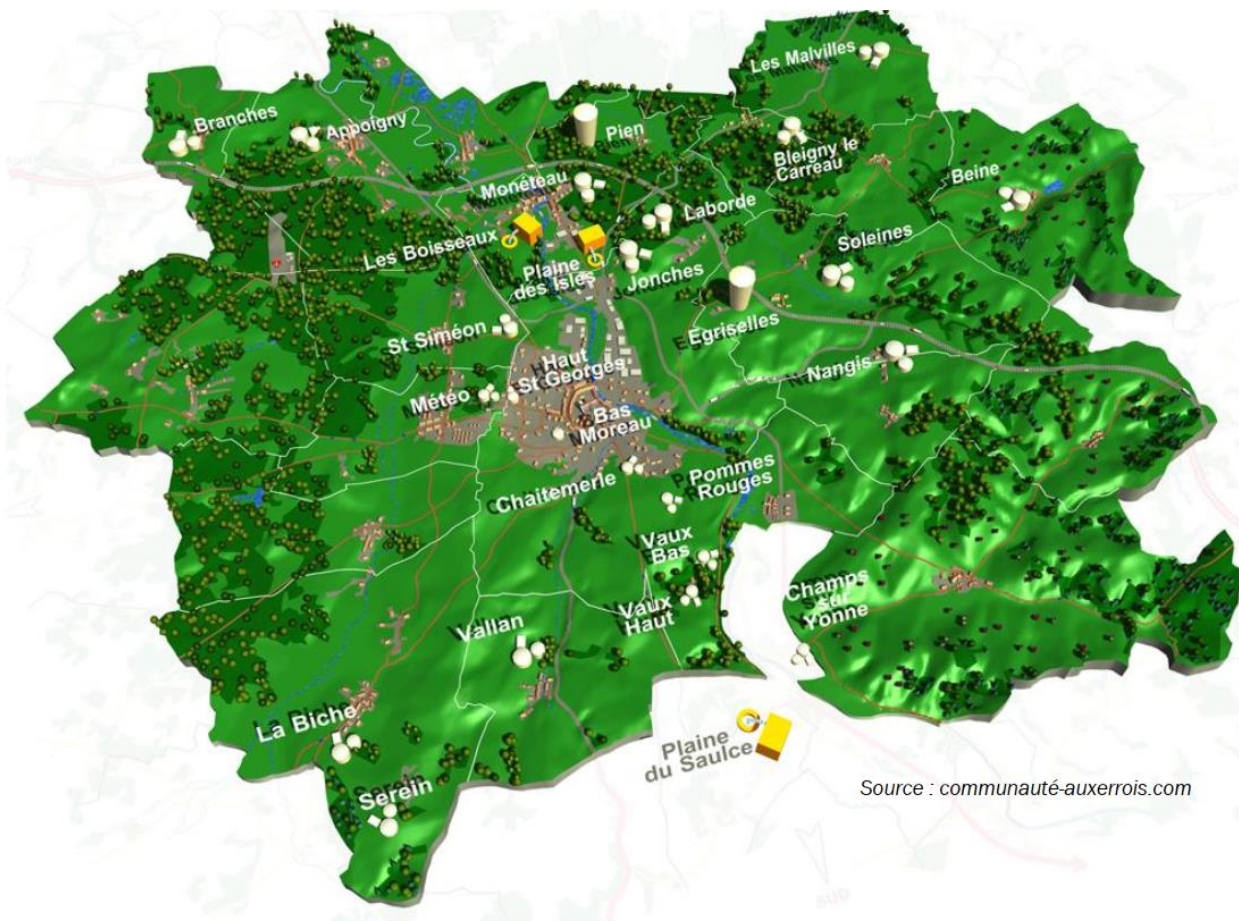 Les Malvilles
Branches
Appoigny
Pien
Bleigny le
Carreau
Monéteau
Beine
Laborde
Les Boisseaux
Soleines
Plaine
des Isles
Jonches
St Siméon
Egriselles
Haut
St Georges
Nangis
Météo
Bas
Moreau
Chaitemerle
Pommes
Rouges
Vaux
Bas
Champs
sur
Yonne
Vaux
Haut
Vallan
La Biche
Plaine
du Saulce
Serein
Source : communauté-auxerrois.com
SUD